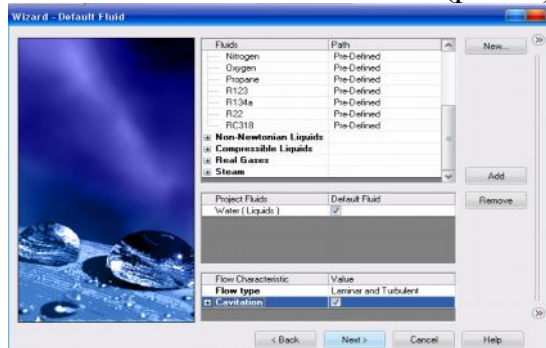 Wizard - Default Fluid
Fluids Path
Nitrogen Pre-Defined
Oxygen Pre-Defined
Propane Pre-Defined
R123 Pre-Defined
R134a Pre-Defined
R22 Pre-Defined
RC318 Pre-Defined
Non-Newtonian Liquids
Compressible Liquids
Real Gases
Steam
New...
Add
Remove
Project Fluids Default Fluid
Water ( Liquids )
Flow Characteristic Value
Flow type Laminar and Turbulent
Cavitation
< Back Next > Cancel Help